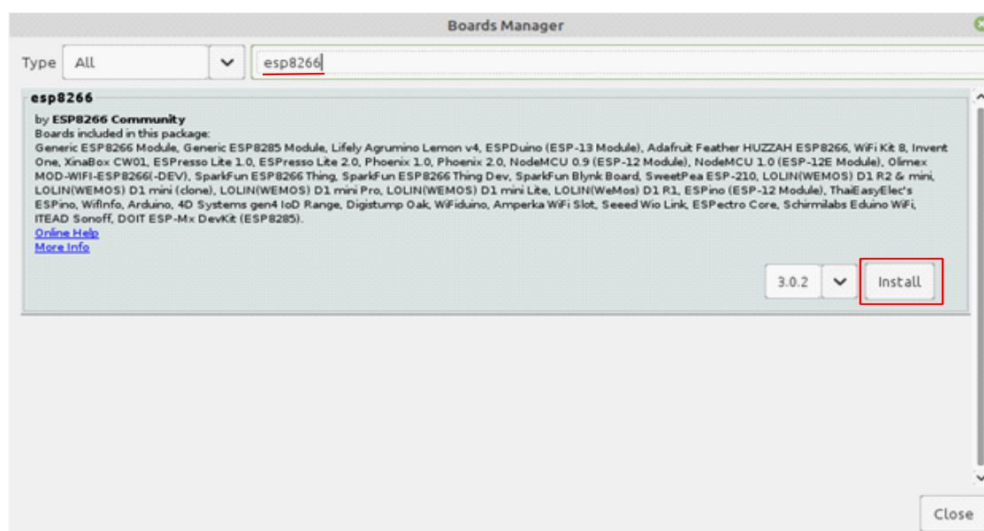 Boards Manager
Type All esp8266
esp8266
by ESP8266 Community
Boards included in this package:
Generic ESP8266 Module, Generic ESP8285 Module, Lifely Agrumino Lemon v4, ESPDuino (ESP-13 Module), Adafruit Feather HUZZAH ESP8266, WiFi Kit 8, Invent
One, XinaBox CW01, ESPresso Lite 1.0, ESPresso Lite 2.0, Phoenix 1.0, Phoenix 2.0, NodeMCU 0.9 (ESP-12 Module), NodeMCU 1.0 (ESP-12E Module), Olimex
MOD-WIFI-ESP8266(-DEV), SparkFun ESP8266 Thing, SparkFun ESP8266 Thing Dev, SparkFun Blynk Board, SweetPea ESP-210, LOLIN(WEMOS) D1 R2 & mini,
LOLIN(WEMOS) D1 mini (clone), LOLIN(WEMOS) D1 mini Pro, LOLIN(WEMOS) D1 mini Lite, LOLIN(WeMos) D1 R1, ESPino (ESP-12 Module), ThaiEasyElec's
ESPino, WifInfo, Arduino, 4D Systems gen4 IoD Range, Digistump Oak, WiFiduino, Amperka WiFi Slot, Seeed Wio Link, ESPectro Core, Schirmilabs Eduino WiFi,
ITEAD Sonoff, DOIT ESP-Mx DevKit (ESP8285).
Online Help
More Info
3.0.2 Install
Close